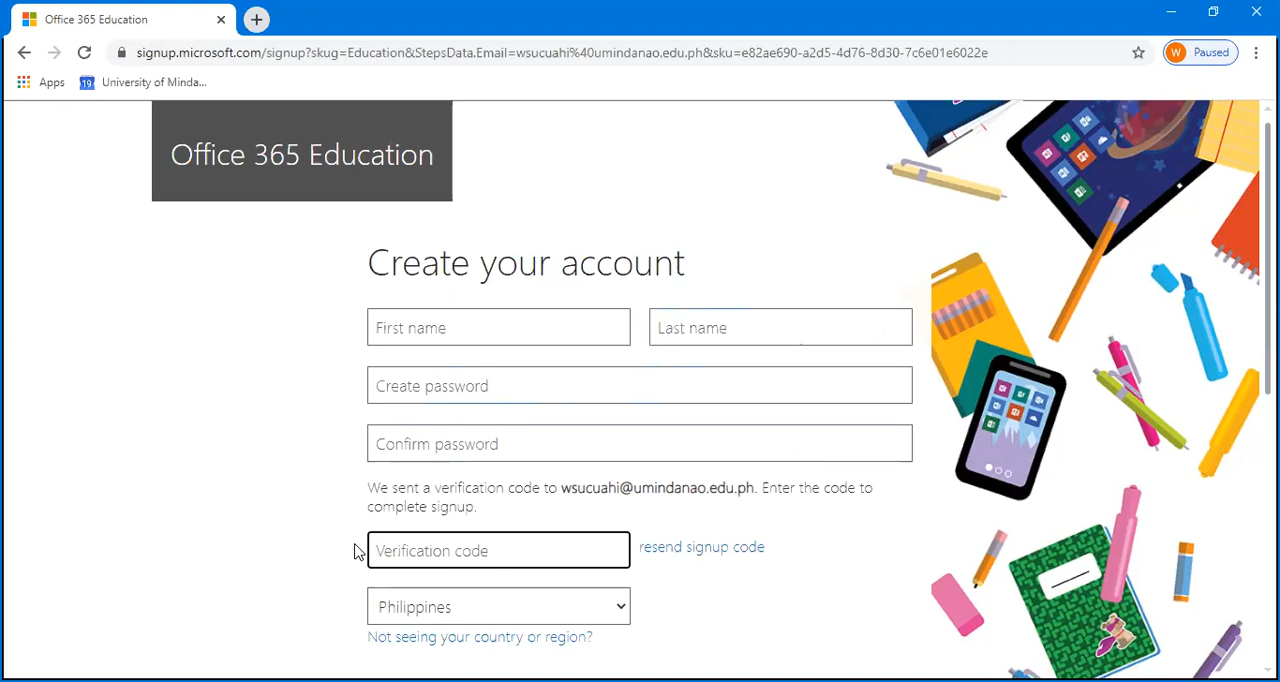 Office 365 Education
signup.microsoft.com/signup?skug=Education&StepsData.Email=wsucuahi%40umindanao.edu.ph&sku=e82ae690-a2d5-4d76-8d30-7c6e01e6022e
W Paused
Apps
19 University of Minda...
Office 365 Education
Create your account
First name
Last name
Create password
Confirm password
We sent a verification code to wsucuahi@umindanao.edu.ph. Enter the code to
complete signup.
Verification code
resend signup code
Philippines
Not seeing your country or region?